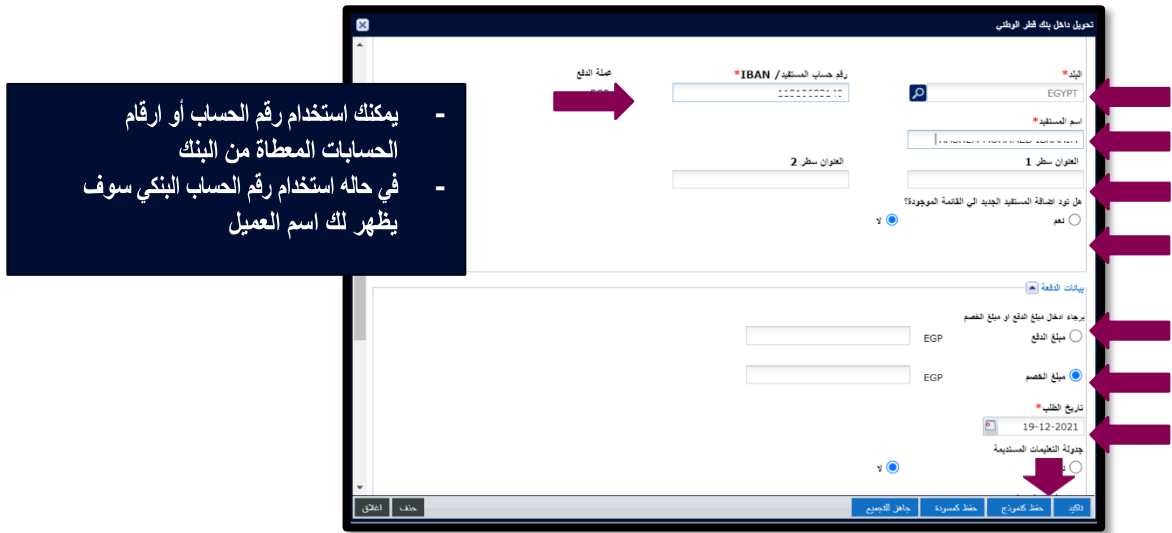 تحويل داخل بنك قطر الوطني
البلد*
رقم حساب المستفيد/ IBAN*
عملة الدفع
EGYPT
اسم المستفيد*
العنوان سطر 1
العنوان سطر 2
هل تود اضافة المستفيد الجديد الي القائمة الموجودة؟
نعم
لا
بيانات الدفعة
برجاء ادخال مبلغ الدفع او مبلغ الخصم
مبلغ الدفع
EGP
مبلغ الخصم
EGP
تاريخ الطلب*
19-12-2021
جدولة التعليمات المستديمة
لا
تاكيد
حفظ كنموذج
حفظ كمسودة
جاهز للتجميع
حذف
اغلاق
- يمكنك استخدام رقم الحساب أو ارقام
الحسابات المعطاة من البنك
- في حاله استخدام رقم الحساب البنكي سوف
يظهر لك اسم العميل